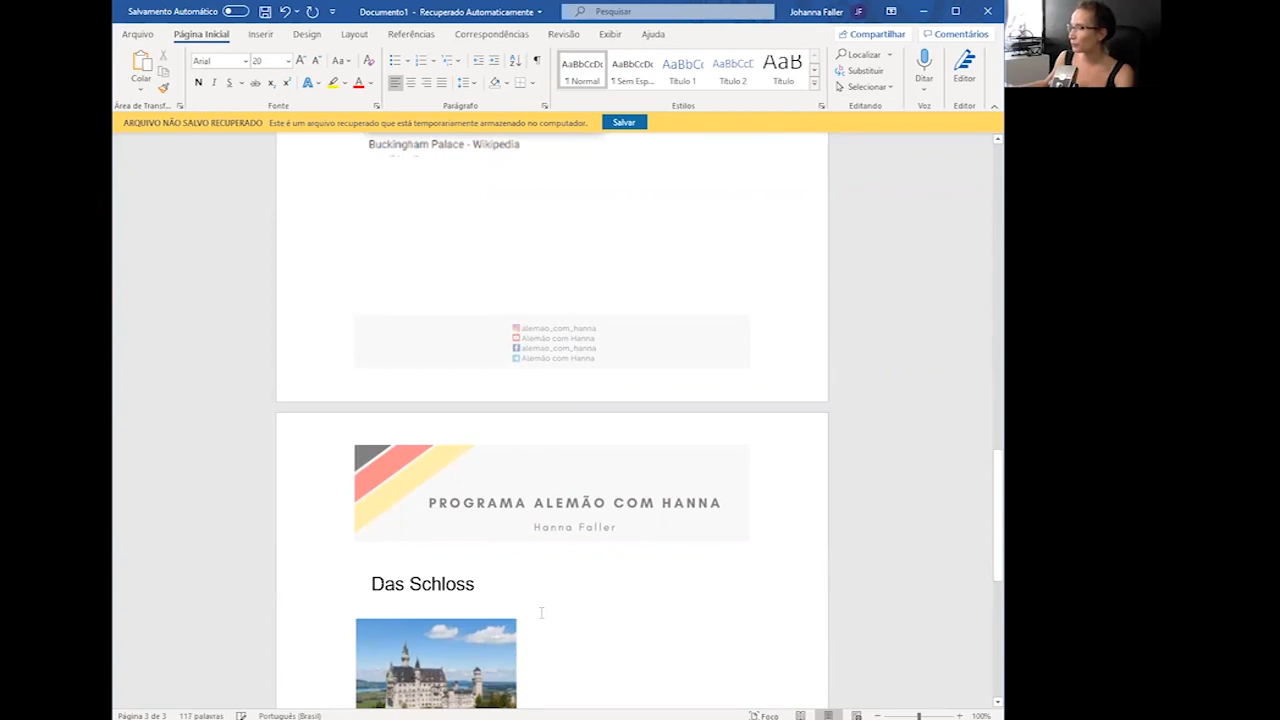 Salvamento Automático
Documento1 - Recuperado Automaticamente
Pesquisar
Johanna Faller JF
Arquivo Página Inicial Inserir Design Layout Referências Correspondências Revisão Exibir Ajuda Compartilhar Comentários
Colar
Arial 20 Aa
N I S ab
Área de Transf... Fonte Parágrafo
AaBbCcDc AaBbCcDc AaBbCc AaBbCcD AaB
¶ Normal ¶ Sem Esp... Título 1 Título 2 Título
Estilos
Localizar
Substituir
Selecionar
Editando
Ditar
Voz
Editor
Editor
ARQUIVO NÃO SALVO RECUPERADO Este é um arquivo recuperado que está temporariamente armazenado no computador. Salvar
Buckingham Palace - Wikipedia
alemao_com_hanna
Alemão com Hanna
alemao_com_hanna
Alemão com Hanna
PROGRAMA ALEMÃO COM HANNA
Hanna Faller
Das Schloss
Página 3 de 3 117 palavras Português (Brasil) Foco 100%